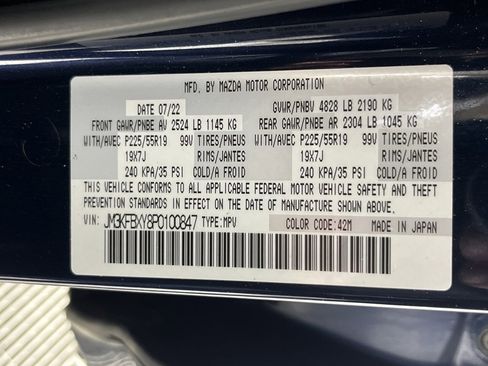 MFD. BY MAZDA MOTOR CORPORATION
DATE 07/22 GVWR/PNBV 4828 LB 2190 KG
FRONT GAWR/PNBE AV 2524 LB 1145 KG REAR GAWR/PNBE AR 2304 LB 1045 KG
WITH/AVEC P225/55R19 99V TIRES/PNEUS WITH/AVEC P225/55R19 99V TIRES/PNEUS
19X7J RIMS/JANTES 19X7J RIMS/JANTES
240 KPA/35 PSI COLD/A FROID 240 KPA/35 PSI COLD/A FROID
THIS VEHICLE CONFORMS TO ALL APPLICABLE FEDERAL MOTOR VEHICLE SAFETY AND THEFT
PREVENTION STANDARDS IN EFFECT ON THE DATE OF MANUFACTURE SHOWN ABOVE.
VIN: JM3KFBXY8P0100847 TYPE:MPV COLOR CODE:42M MADE IN JAPAN